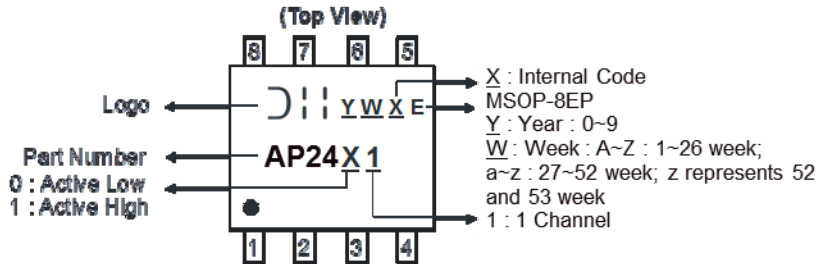 (Top View)
8 7 6 5
Logo
Y W X E
X : Internal Code
MSOP-8EP
Y : Year : 0~9
W : Week : A~Z : 1~26 week;
a~z : 27~52 week; z represents 52
and 53 week
1 : 1 Channel
Part Number
AP24X1
0 : Active Low
1 : Active High
1 2 3 4